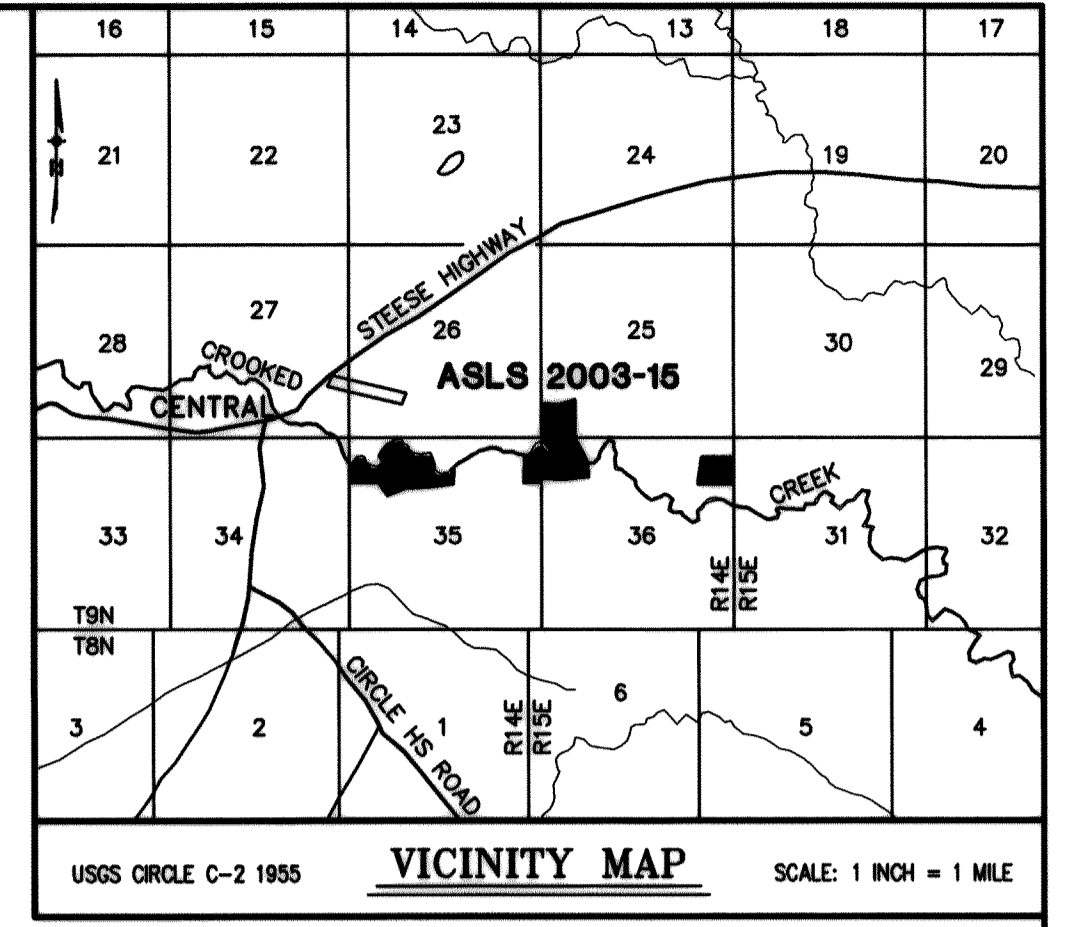 16 15 14 13 18 17
21 22 23 24 19 20
N
STEESE HIGHWAY
28 27 26 25 30 29
CROOKED
ASLS 2003-15
CENTRAL
CREEK
33 34 35 36 31 32
R14E R15E
T9N
T8N
CIRCLE HS ROAD
3 2 1 6 5 4
R14E R15E
USGS CIRCLE C-2 1955
VICINITY MAP
SCALE: 1 INCH = 1 MILE